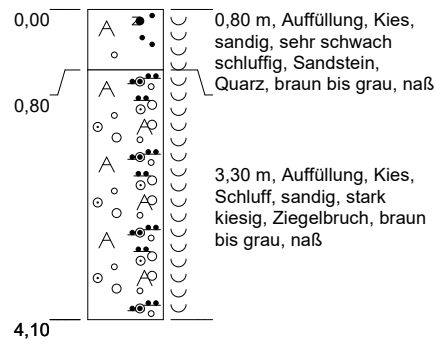 0,00
0,80 m, Auffüllung, Kies,
sandig, sehr schwach
schluffig, Sandstein,
Quarz, braun bis grau, naß
0,80
3,30 m, Auffüllung, Kies,
Schluff, sandig, stark
kiesig, Ziegelbruch, braun
bis grau, naß
4,10